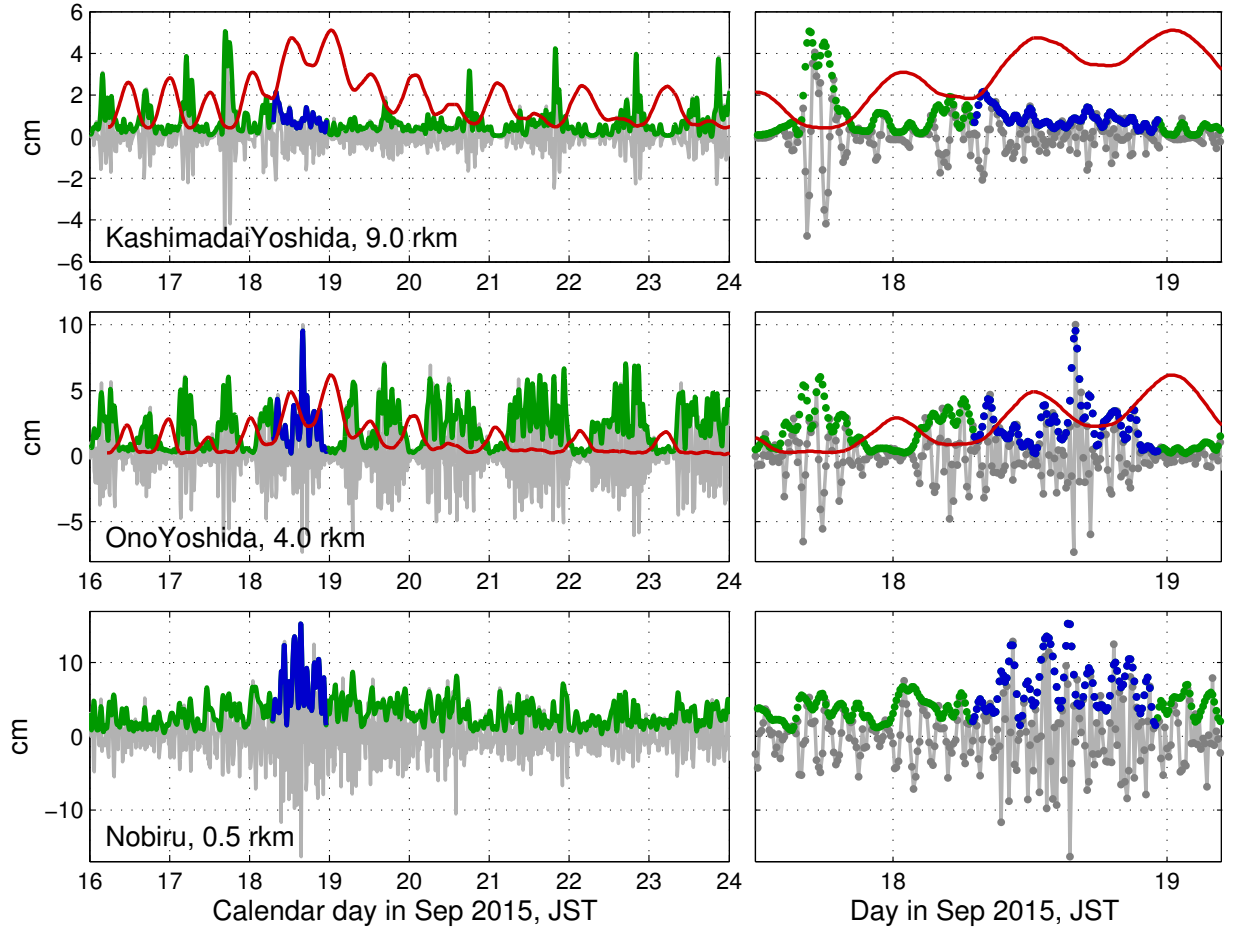 6
4
2
0
−2
−4
−6
cm
KashimadaiYoshida, 9.0 rkm
16 17 18 19 20 21 22 23 24
18 19
10
5
0
−5
cm
OnoYoshida, 4.0 rkm
16 17 18 19 20 21 22 23 24
18 19
10
0
−10
cm
Nobiru, 0.5 rkm
16 17 18 19 20 21 22 23 24
18 19
Calendar day in Sep 2015, JST
Day in Sep 2015, JST